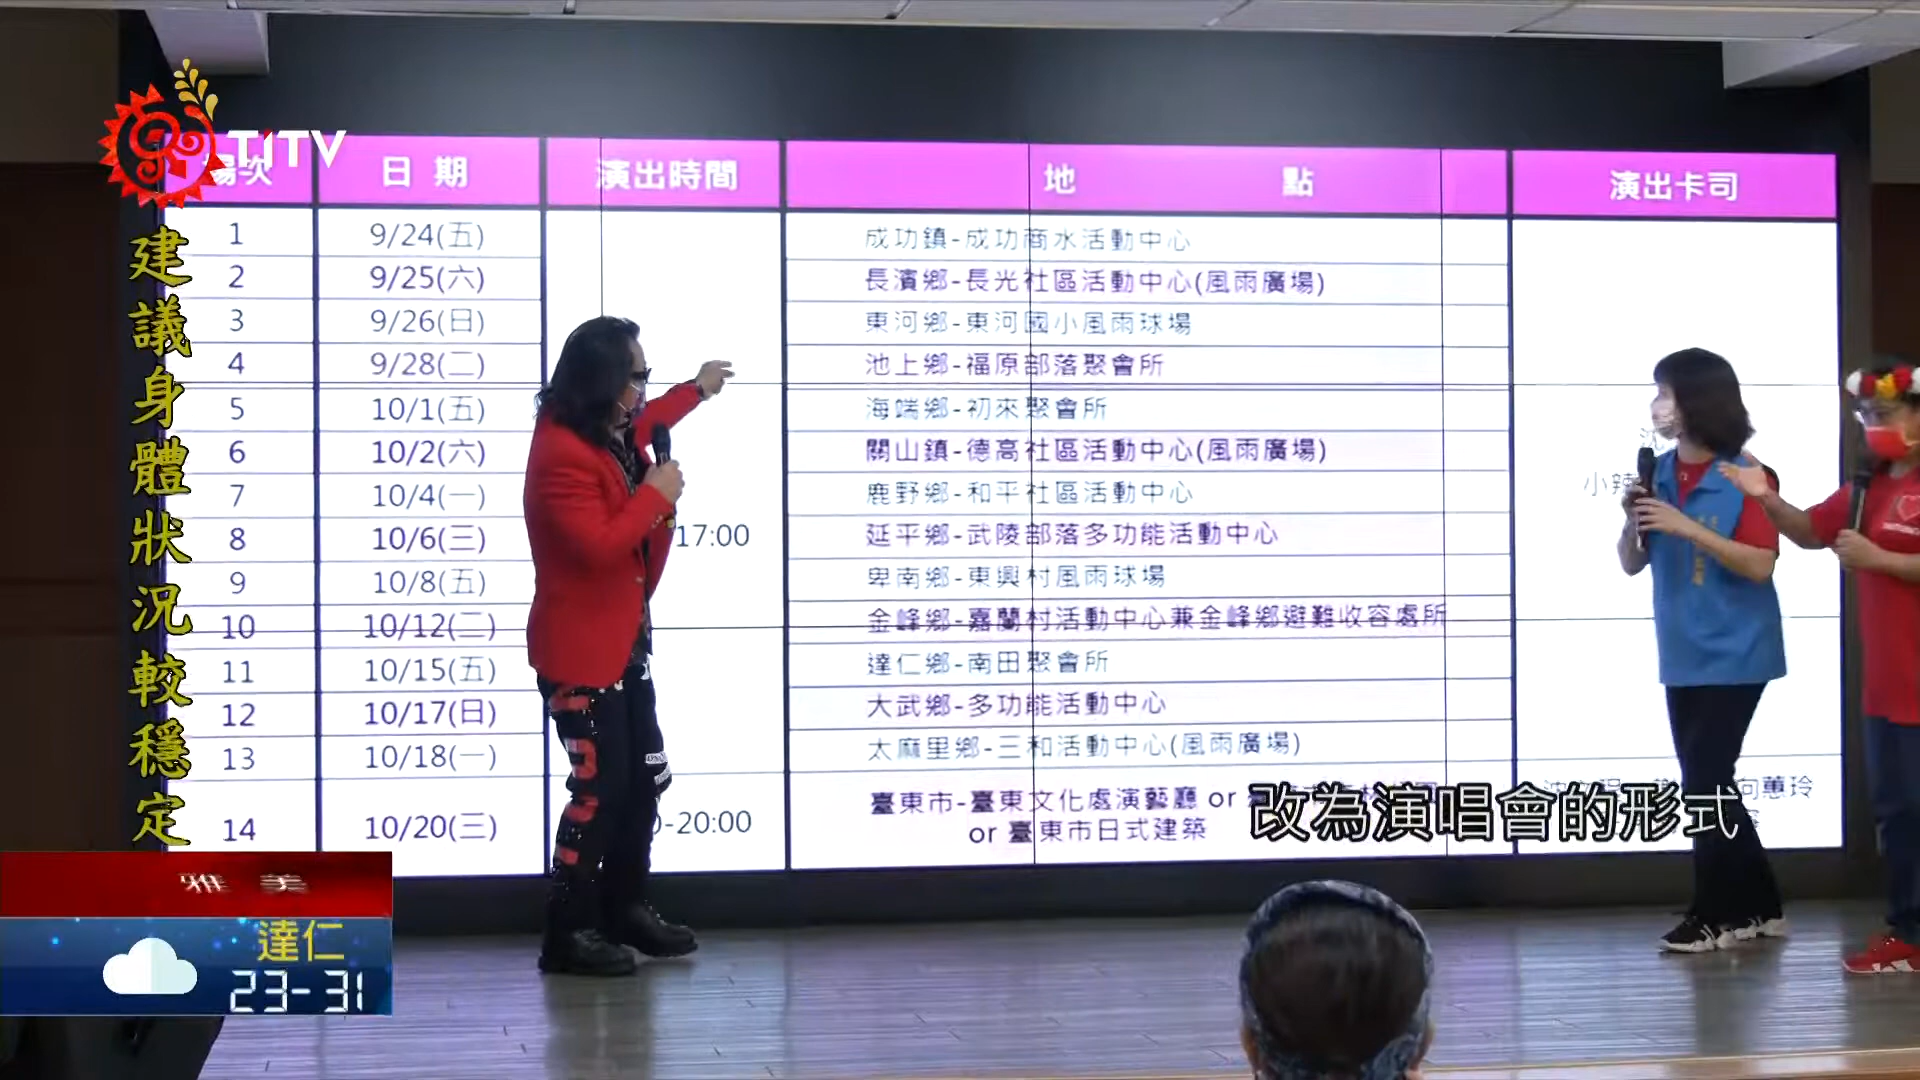 TiTV
場次 日期 演出時間 地點 演出卡司
1 9/24(五) 成功鎮-成功商水活動中心
2 9/25(六) 長濱鄉-長光社區活動中心(風雨廣場)
3 9/26(日) 東河鄉-東河國小風雨球場
4 9/28(二) 池上鄉-福原部落聚會所
5 10/1(五) 海端鄉-初來聚會所
6 10/2(六) 關山鎮-德高社區活動中心(風雨廣場)
7 10/4(一) 鹿野鄉-和平社區活動中心
小辣
8 10/6(三) 17:00 延平鄉-武陵部落多功能活動中心
9 10/8(五) 卑南鄉-東興村風雨球場
10 10/12(二) 金峰鄉-嘉蘭村活動中心兼金峰鄉避難收容處所
11 10/15(五) 達仁鄉-南田聚會所
12 10/17(日) 大武鄉-多功能活動中心
13 10/18(一) 太麻里鄉-三和活動中心(風雨廣場)
14 10/20(三) -20:00 臺東市-臺東文化處演藝廳 or
or 臺東市日式建築
向蕙玲
建議身體狀況較穩定
改為演唱會的形式
雅美
達仁
23-31